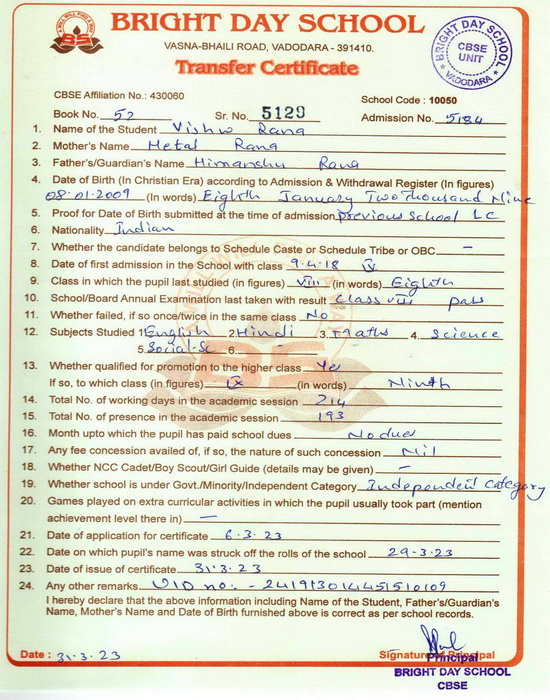 BRIGHT DAY SCHOOL
VASNA-BHAILI ROAD, VADODARA - 391410.
Transfer Certificate
BRIGHT DAY SCHOOL
CBSE
UNIT
VADODARA
CBSE Affiliation No.: 430060
School Code : 10050
Book No. 52 Sr. No. 5129 Admission No. 5184
1. Name of the Student Vishw Rana
2. Mother's Name Hetal Rana
3. Father's/Guardian's Name Himanshu Rana
4. Date of Birth (In Christian Era) according to Admission & Withdrawal Register (In figures)
08.01.2009 (In words) Eighth January Two thousand Nine
5. Proof for Date of Birth submitted at the time of admission previous School LC
6. Nationality Indian
7. Whether the candidate belongs to Schedule Caste or Schedule Tribe or OBC –
8. Date of first admission in the School with class 9.4.18 IV
9. Class in which the pupil last studied (in figures) VIII (in words) Eighth
10. School/Board Annual Examination last taken with result Class VIII pass
11. Whether failed, if so once/twice in the same class No
12. Subjects Studied 1 English 2 Hindi 3. Maths 4. Science
5 Social-Sc 6. –
13. Whether qualified for promotion to the higher class Yes
If so, to which class (in figures) IX (in words) Ninth
14. Total No. of working days in the academic session 214
15. Total No. of presence in the academic session 193
16. Month upto which the pupil has paid school dues No dues
17. Any fee concession availed of, if so, the nature of such concession Nil
18. Whether NCC Cadet/Boy Scout/Girl Guide (details may be given) –
19. Whether school is under Govt./Minority/Independent Category Independent Category
20. Games played on extra curricular activities in which the pupil usually took part (mention
achievement level there in) –
21. Date of application for certificate 6.3.23
22. Date on which pupil's name was struck off the rolls of the school 29-3-23
23. Date of issue of certificate 31.3.23
24. Any other remarks UID no:-
I hereby declare that the above information including Name of the Student, Father's/Guardian's
Name, Mother's Name and Date of Birth furnished above is correct as per school records.
Date : 31.3.23 Signature of Principal
Principal
BRIGHT DAY SCHOOL
CBSE